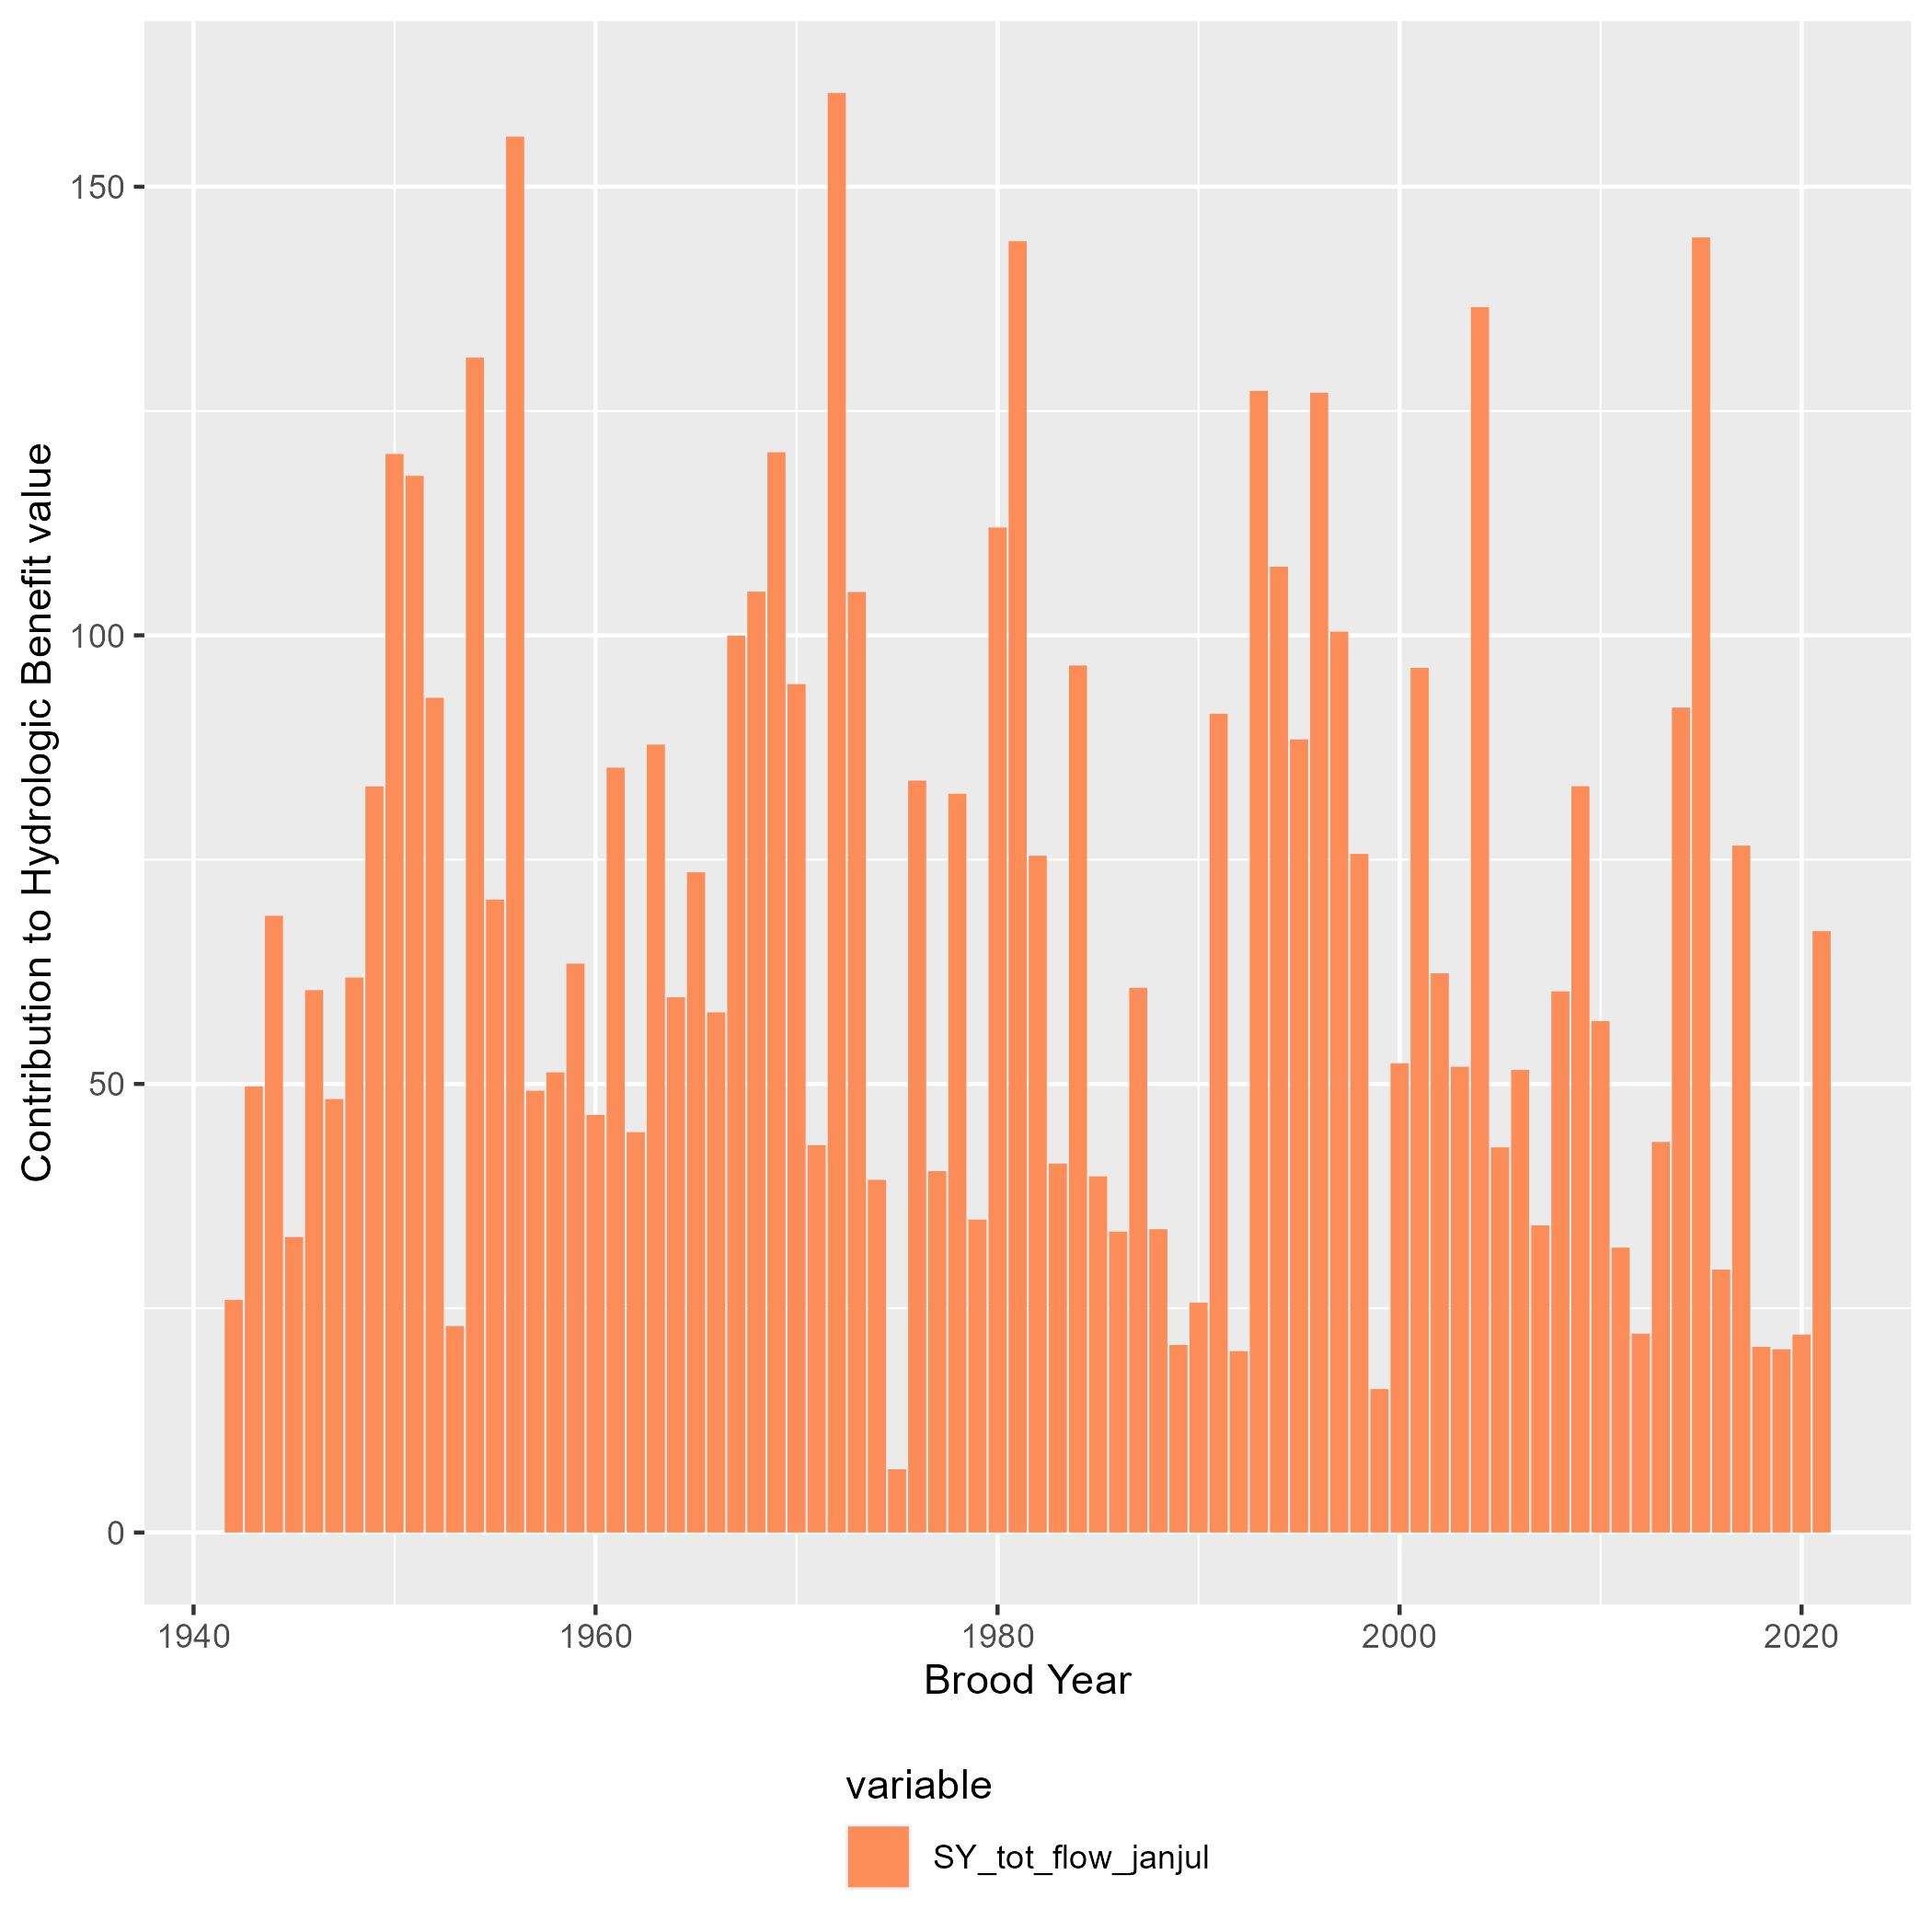 Contribution to Hydrologic Benefit value
150
100
50
0
1940 1960 1980 2000 2020
Brood Year
variable
SY_tot_flow_janjul